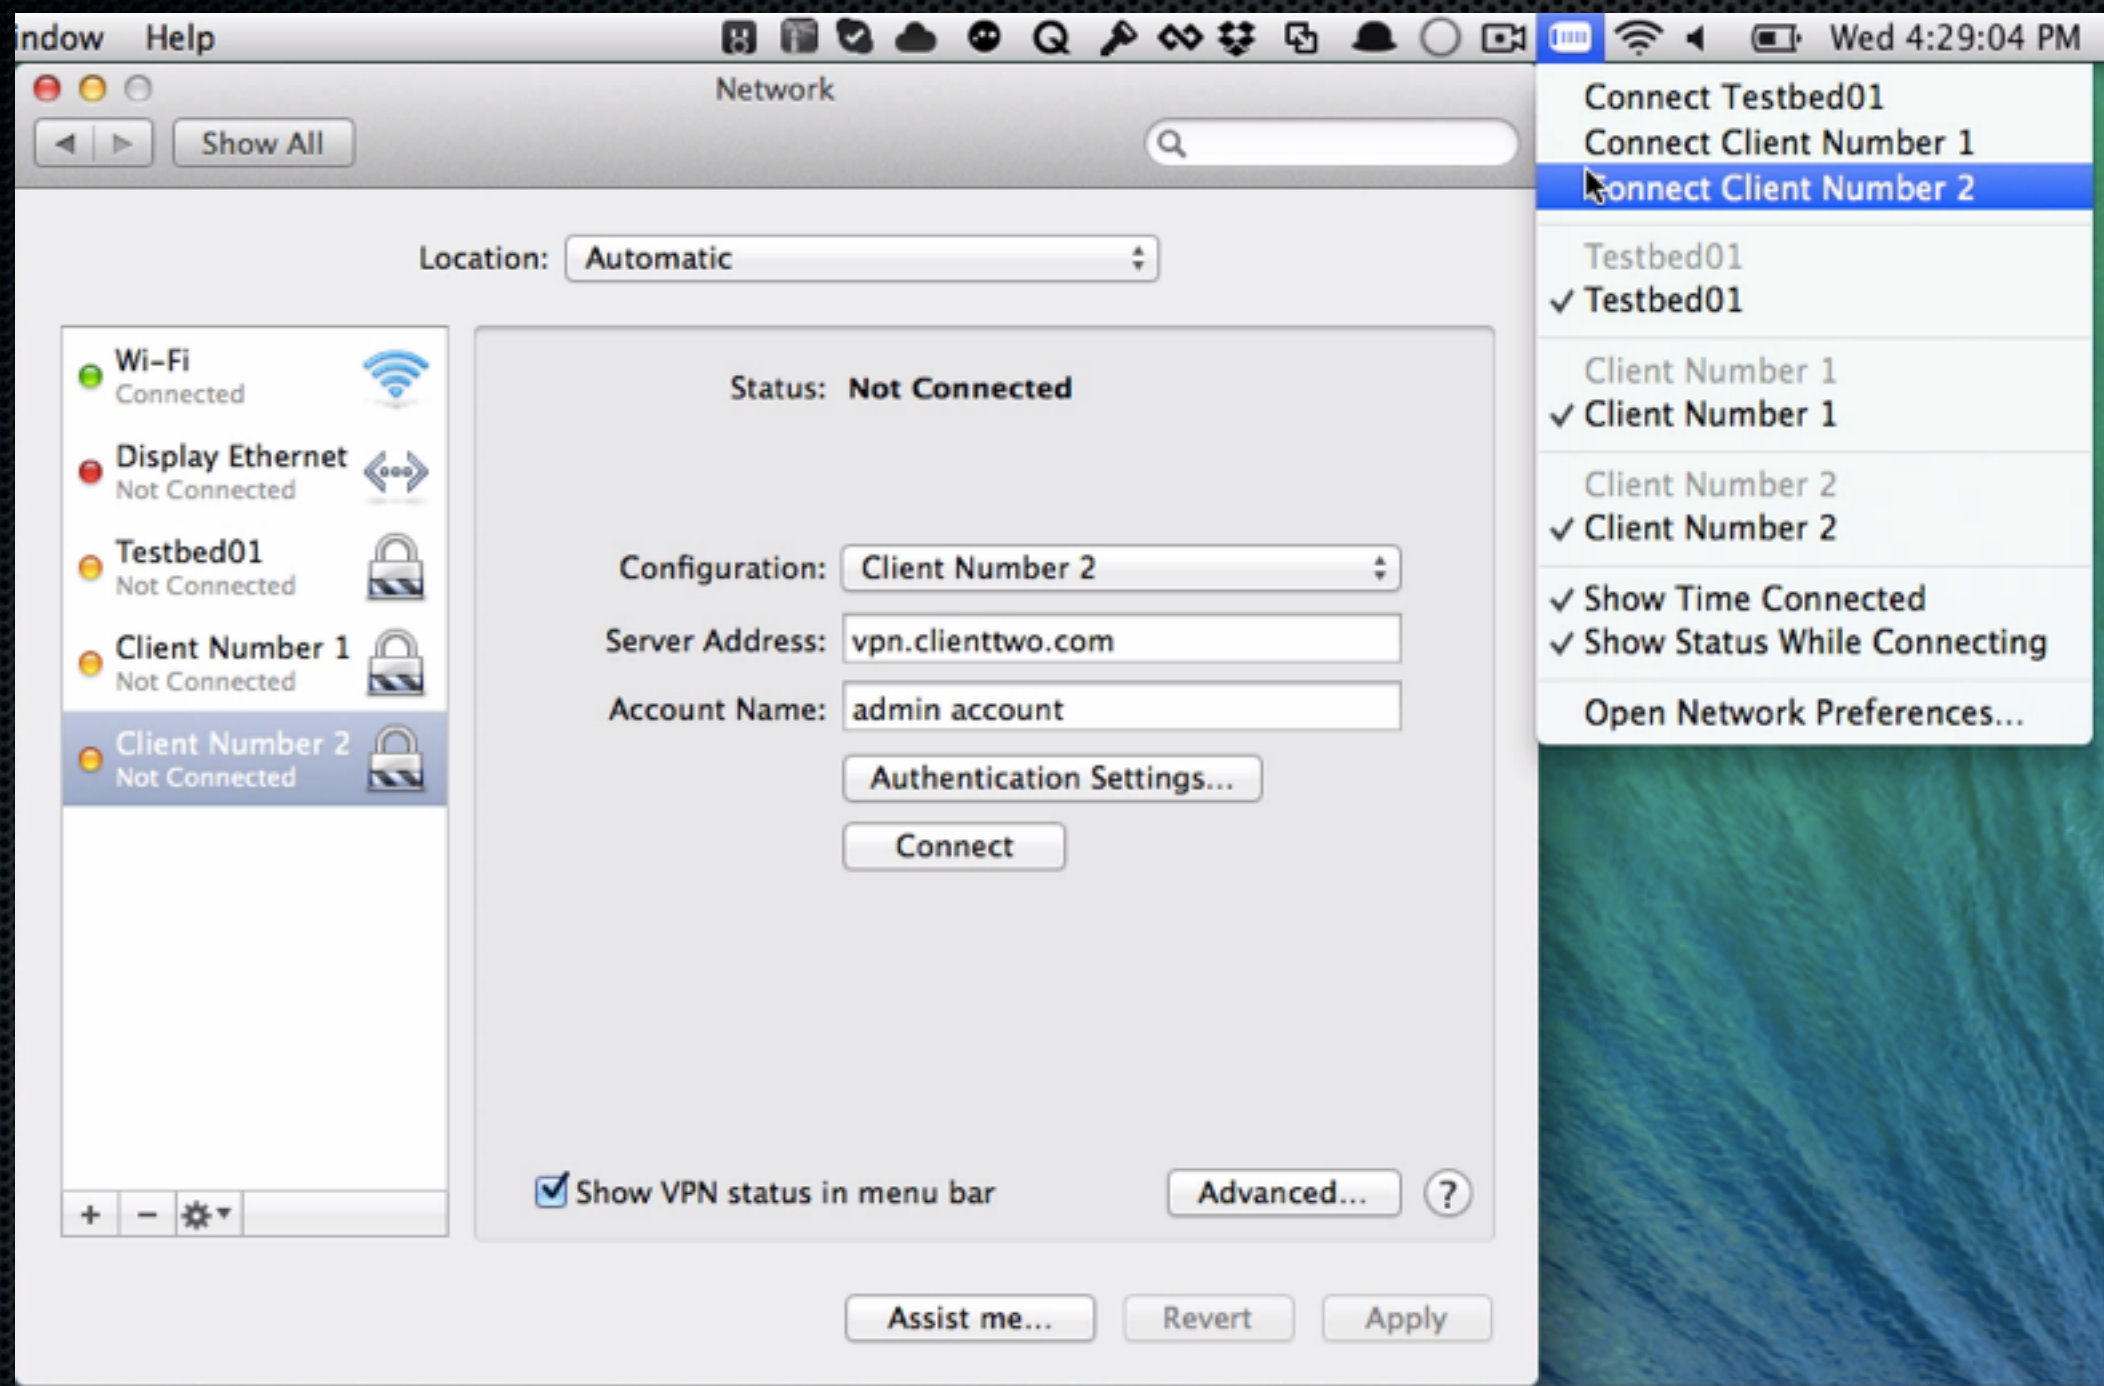 indow Help Wed 4:29:04 PM
Network
Show All
Location: Automatic
Wi-Fi
Connected
Display Ethernet
Not Connected
Testbed01
Not Connected
Client Number 1
Not Connected
Client Number 2
Not Connected
Status: Not Connected
Configuration: Client Number 2
Server Address: vpn.clienttwo.com
Account Name: admin account
Authentication Settings...
Connect
Show VPN status in menu bar
Advanced...
?
Assist me...
Revert
Apply
Connect Testbed01
Connect Client Number 1
Connect Client Number 2
Testbed01
✓ Testbed01
Client Number 1
✓ Client Number 1
Client Number 2
✓ Client Number 2
✓ Show Time Connected
✓ Show Status While Connecting
Open Network Preferences...